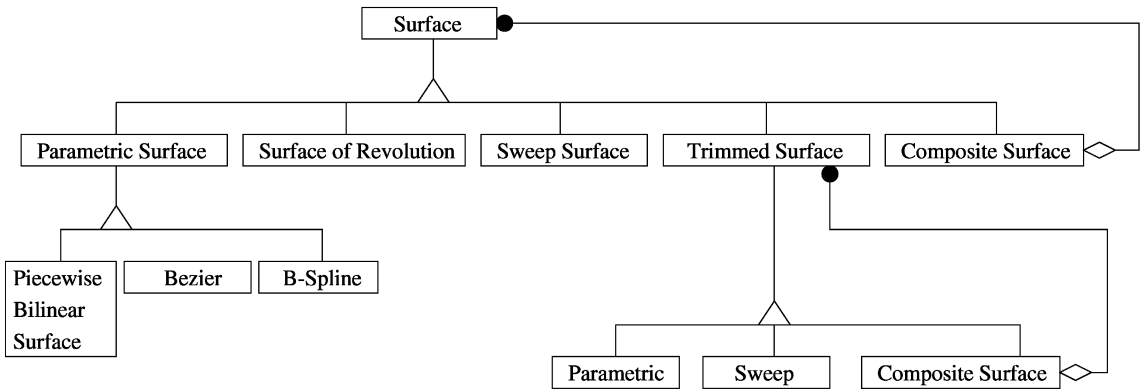 Surface
Parametric Surface
Surface of Revolution
Sweep Surface
Trimmed Surface
Composite Surface
Piecewise
Bilinear
Surface
Bezier
B-Spline
Parametric
Sweep
Composite Surface